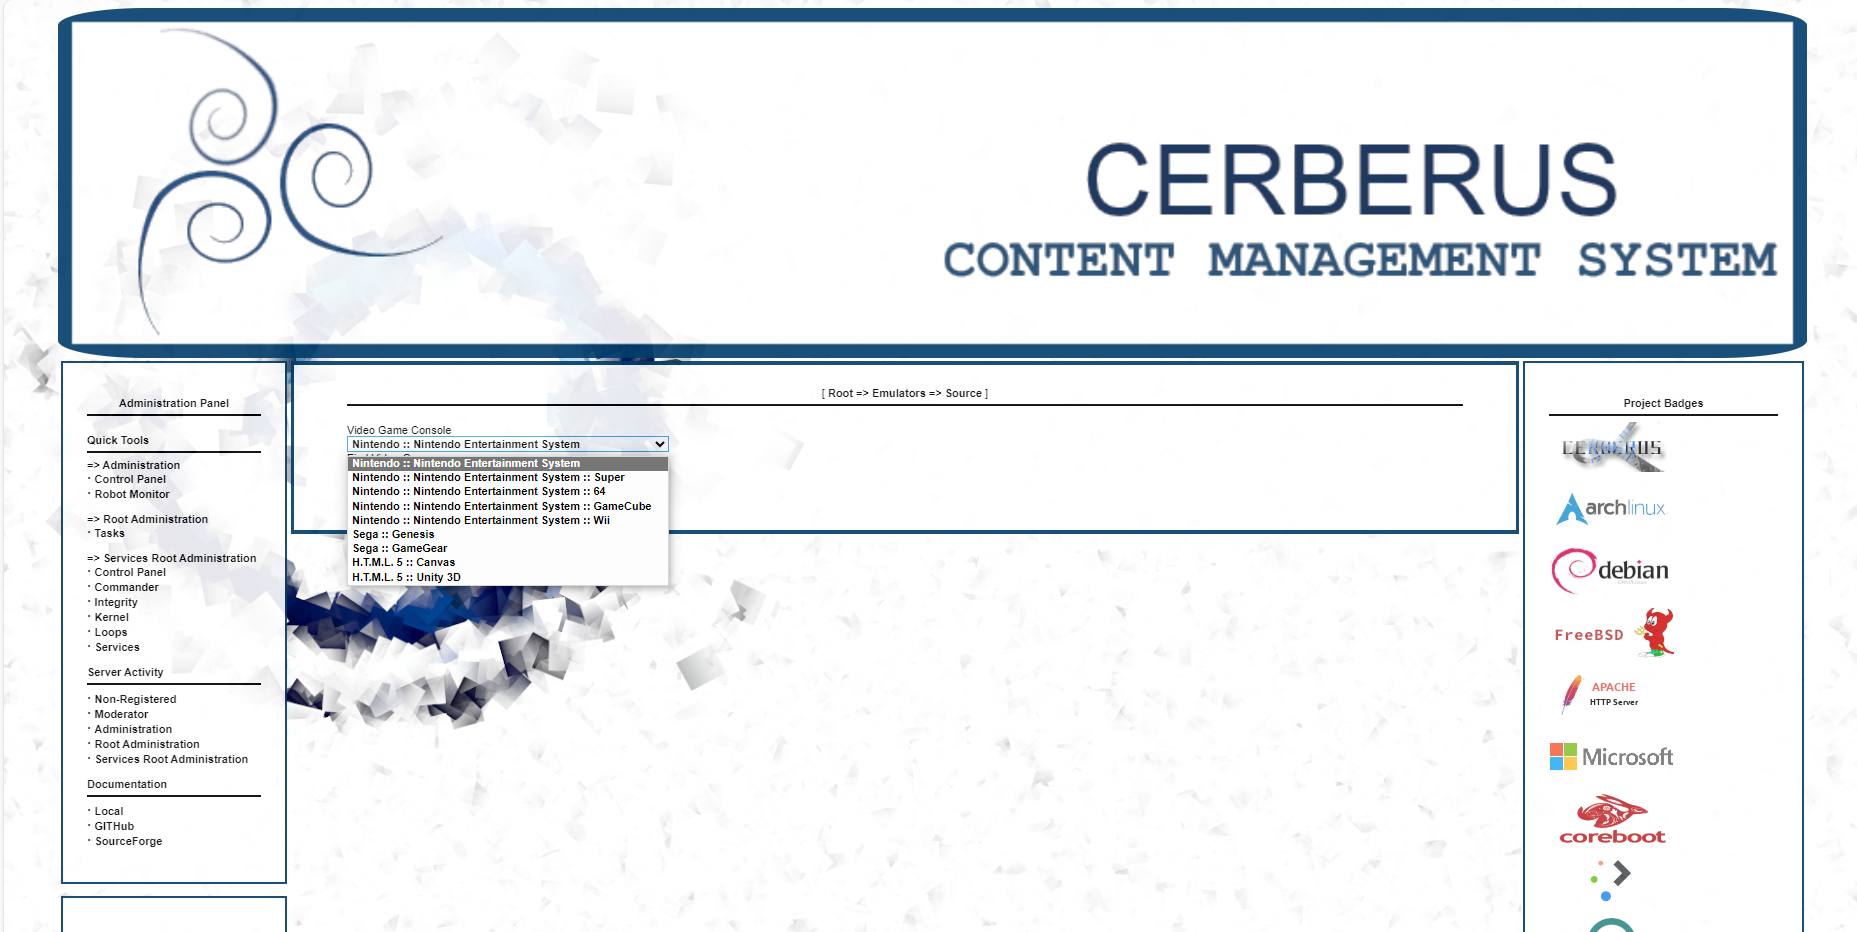 CERBERUS
CONTENT MANAGEMENT SYSTEM
Administration Panel
Quick Tools
=> Administration
· Control Panel
· Robot Monitor
=> Root Administration
· Tasks
=> Services Root Administration
· Control Panel
· Commander
· Integrity
· Kernel
· Loops
· Services
Server Activity
· Non-Registered
· Moderator
· Administration
· Root Administration
· Services Root Administration
Documentation
· Local
· GITHub
· SourceForge
[ Root => Emulators => Source ]
Video Game Console
Nintendo :: Nintendo Entertainment System
Nintendo :: Nintendo Entertainment System
Nintendo :: Nintendo Entertainment System :: Super
Nintendo :: Nintendo Entertainment System :: 64
Nintendo :: Nintendo Entertainment System :: GameCube
Nintendo :: Nintendo Entertainment System :: Wii
Sega :: Genesis
Sega :: GameGear
H.T.M.L. 5 :: Canvas
H.T.M.L. 5 :: Unity 3D
Project Badges
CERBERUS
archlinux
debian
FreeBSD
APACHE
HTTP Server
Microsoft
coreboot